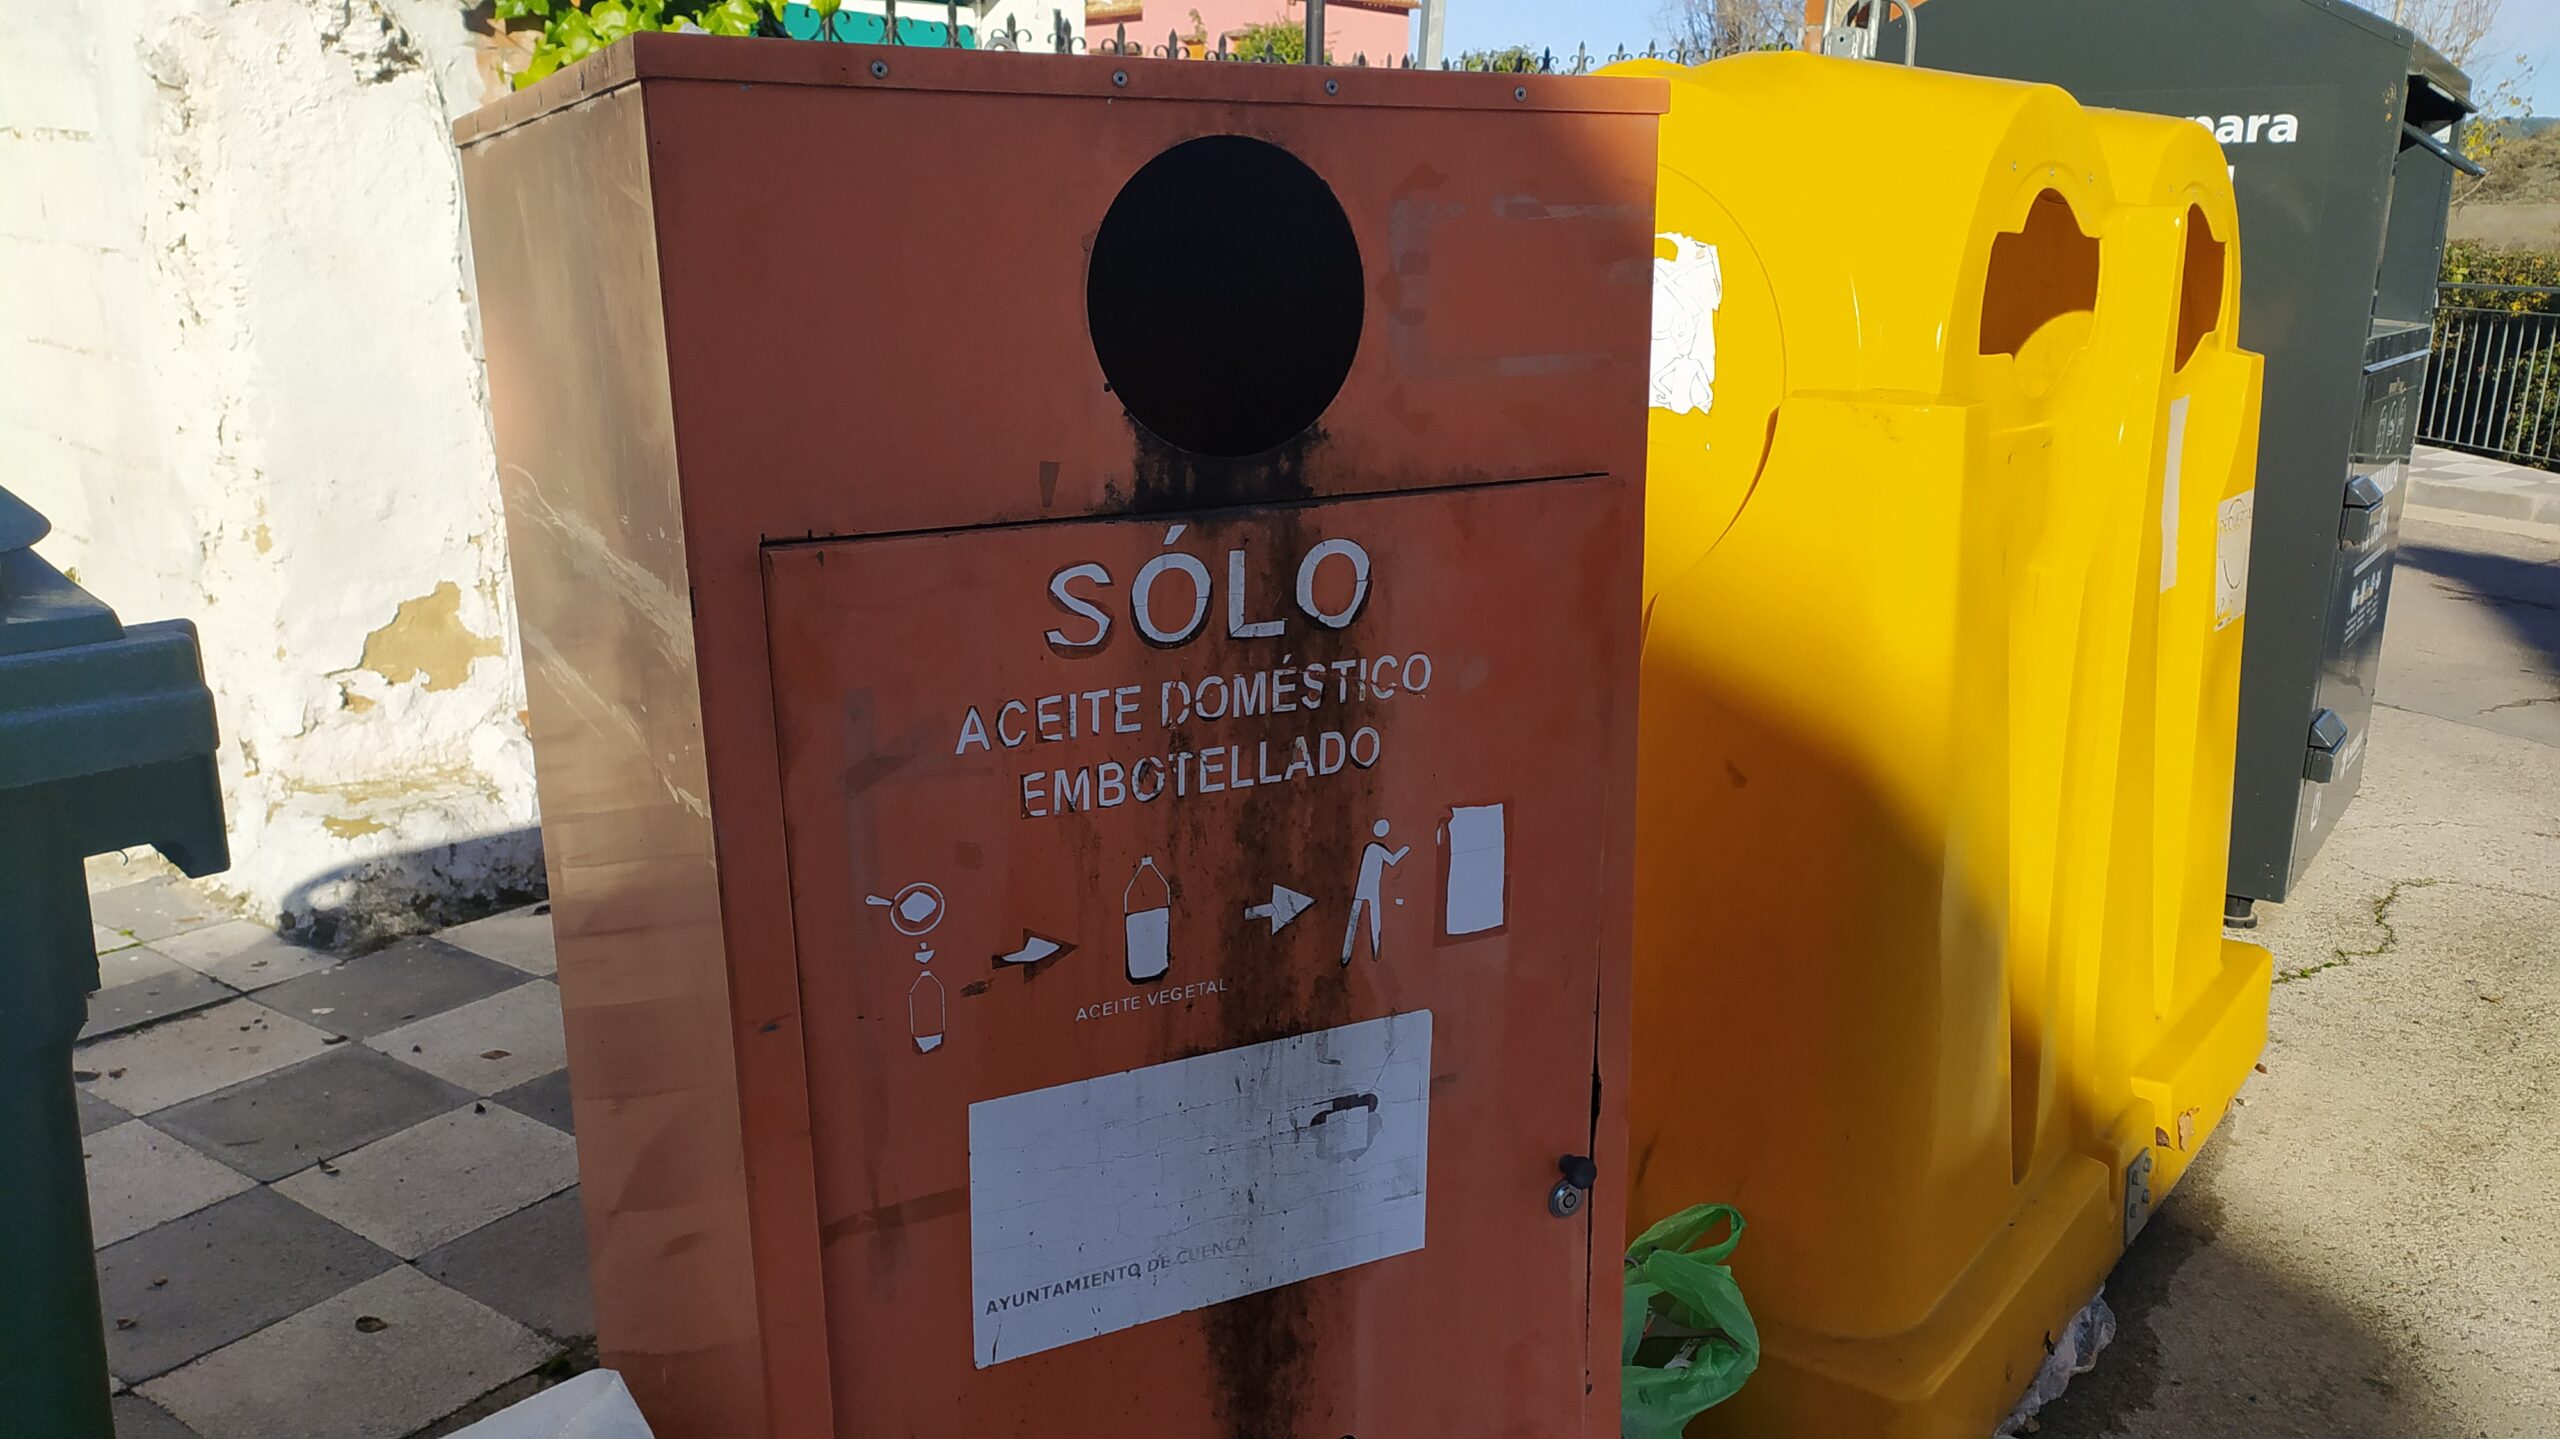 SÓLO
ACEITE DOMÉSTICO
EMBOTELLADO
ACEITE VEGETAL
AYUNTAMIENTO DE CUENCA
para